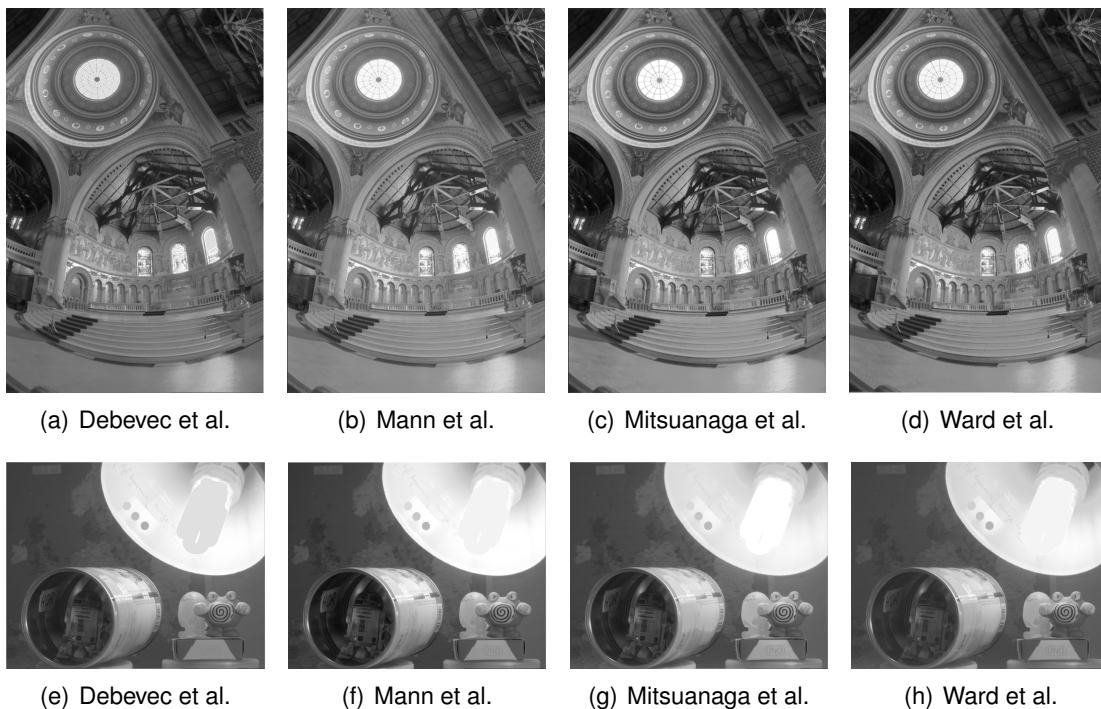 (a) Debevec et al.
(b) Mann et al.
(c) Mitsuanaga et al.
(d) Ward et al.
(e) Debevec et al.
(f) Mann et al.
(g) Mitsuanaga et al.
(h) Ward et al.